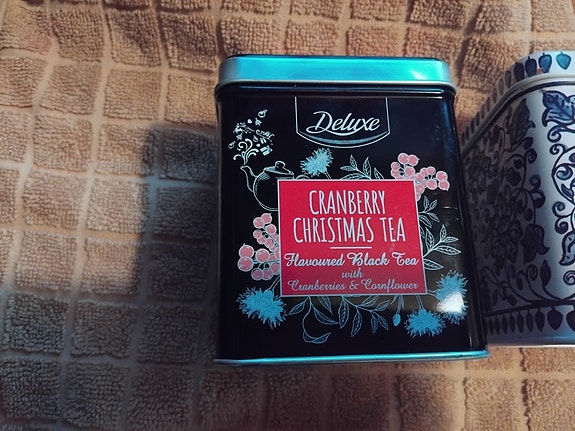 Deluxe
CRANBERRY
CHRISTMAS TEA
Flavoured Black Tea
with
Cranberries & Cornflower